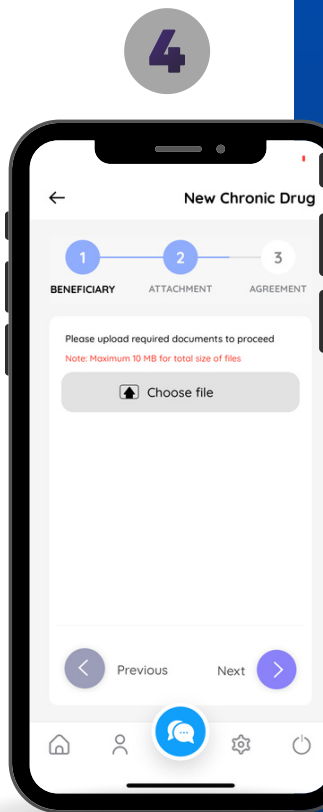 4
New Chronic Drug
1 2 3
BENEFICIARY ATTACHMENT AGREEMENT
Please upload required documents to proceed
Note: Maximum 10 MB for total size of files
Choose file
Previous Next